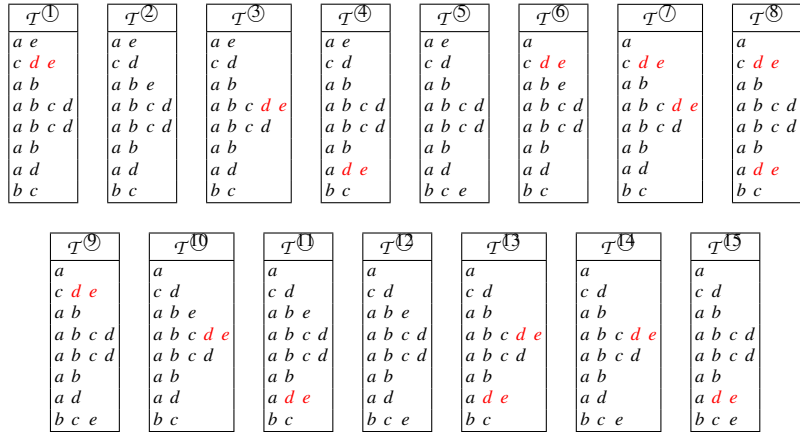 𝒯①
a e
c d e
a b
a b c d
a b c d
a b
a d
b c
𝒯②
a e
c d
a b e
a b c d
a b c d
a b
a d
b c
𝒯③
a e
c d
a b
a b c d e
a b c d
a b
a d
b c
𝒯④
a e
c d
a b
a b c d
a b c d
a b
a d e
b c
𝒯⑤
a e
c d
a b
a b c d
a b c d
a b
a d
b c e
𝒯⑥
a
c d e
a b e
a b c d
a b c d
a b
a d
b c
𝒯⑦
a
c d e
a b
a b c d e
a b c d
a b
a d
b c
𝒯⑧
a
c d e
a b
a b c d
a b c d
a b
a d e
b c
𝒯⑨
a
c d e
a b
a b c d
a b c d
a b
a d
b c e
𝒯⑩
a
c d
a b e
a b c d e
a b c d
a b
a d
b c
𝒯⑪
a
c d
a b e
a b c d
a b c d
a b
a d e
b c
𝒯⑫
a
c d
a b e
a b c d
a b c d
a b
a d
b c e
𝒯⑬
a
c d
a b
a b c d e
a b c d
a b
a d e
b c
𝒯⑭
a
c d
a b
a b c d e
a b c d
a b
a d
b c e
𝒯⑮
a
c d
a b
a b c d
a b c d
a b
a d e
b c e